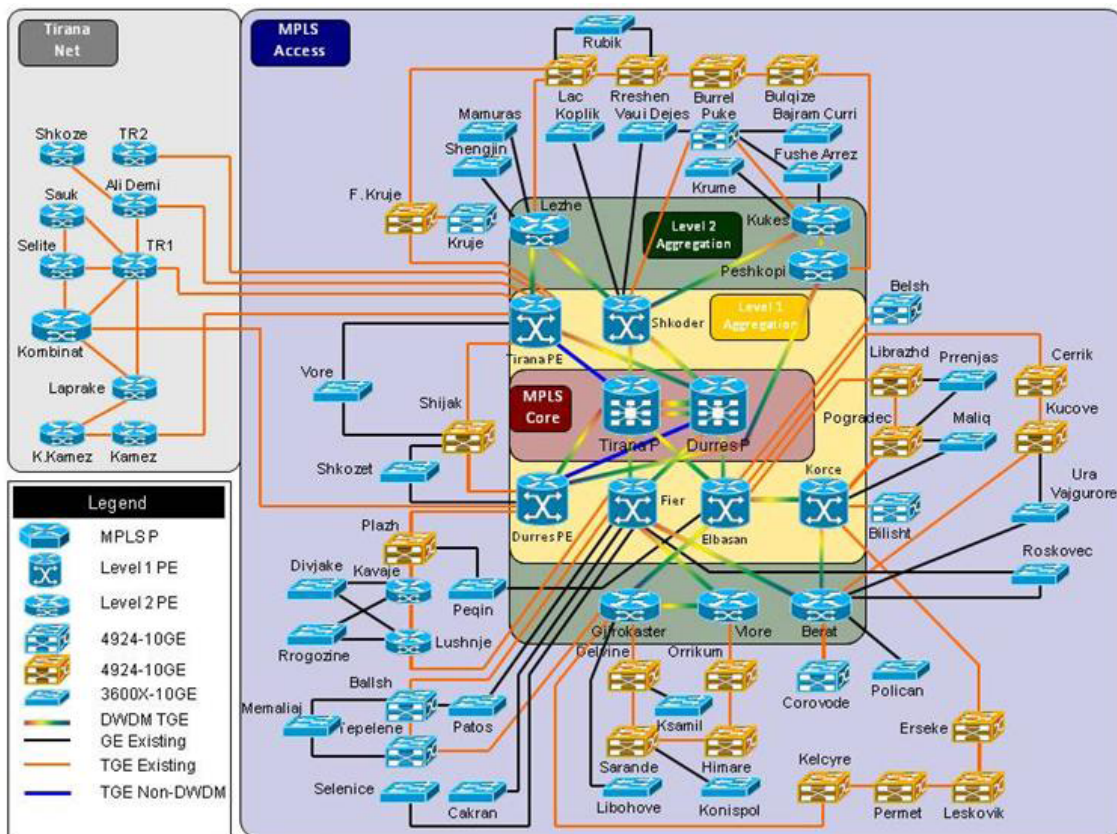 Tirana
Net
MPLS
Access
Rubik
Lac
Rreshen
Burrel
Bulqize
Mamuras
Koplik
Vaui Dejes
Puke
Bajram Curri
Shkoze
TR2
Shengjin
Fushe Arrez
Krume
Sauk
Ali Demi
F.Kruje
Kruje
Lezhe
Level 2
Aggregation
Kukes
Selite
TR1
Peshkopi
Belsh
Level 1
Aggregation
Shkoder
Kombinat
Tirana PE
Librazhd
Prrenjas
Cerrik
Vore
Laprake
Shijak
MPLS
Core
Pogradec
Maliq
Kucove
Tirana P
Durres P
K.Kamez
Kamez
Shkozet
Korce
Ura
Vajgurore
Fier
Elbasan
Bilisht
Durres PE
Plazh
Roskovec
Divjake
Kavaje
Peqin
Rrogozine
Lushnje
Gjirokaster
Vlore
Berat
Delvine
Orrikum
Ballsh
Corovode
Polican
Memaliaj
Tepelene
Patos
Ksamil
Erseke
Sarande
Himare
Kelcyre
Selenice
Cakran
Libohove
Konispol
Permet
Leskovik
Legend
MPLS P
Level 1 PE
Level 2 PE
4924-10GE
4924-10GE
3600X-10GE
DWDM TGE
GE Existing
TGE Existing
TGE Non-DWDM